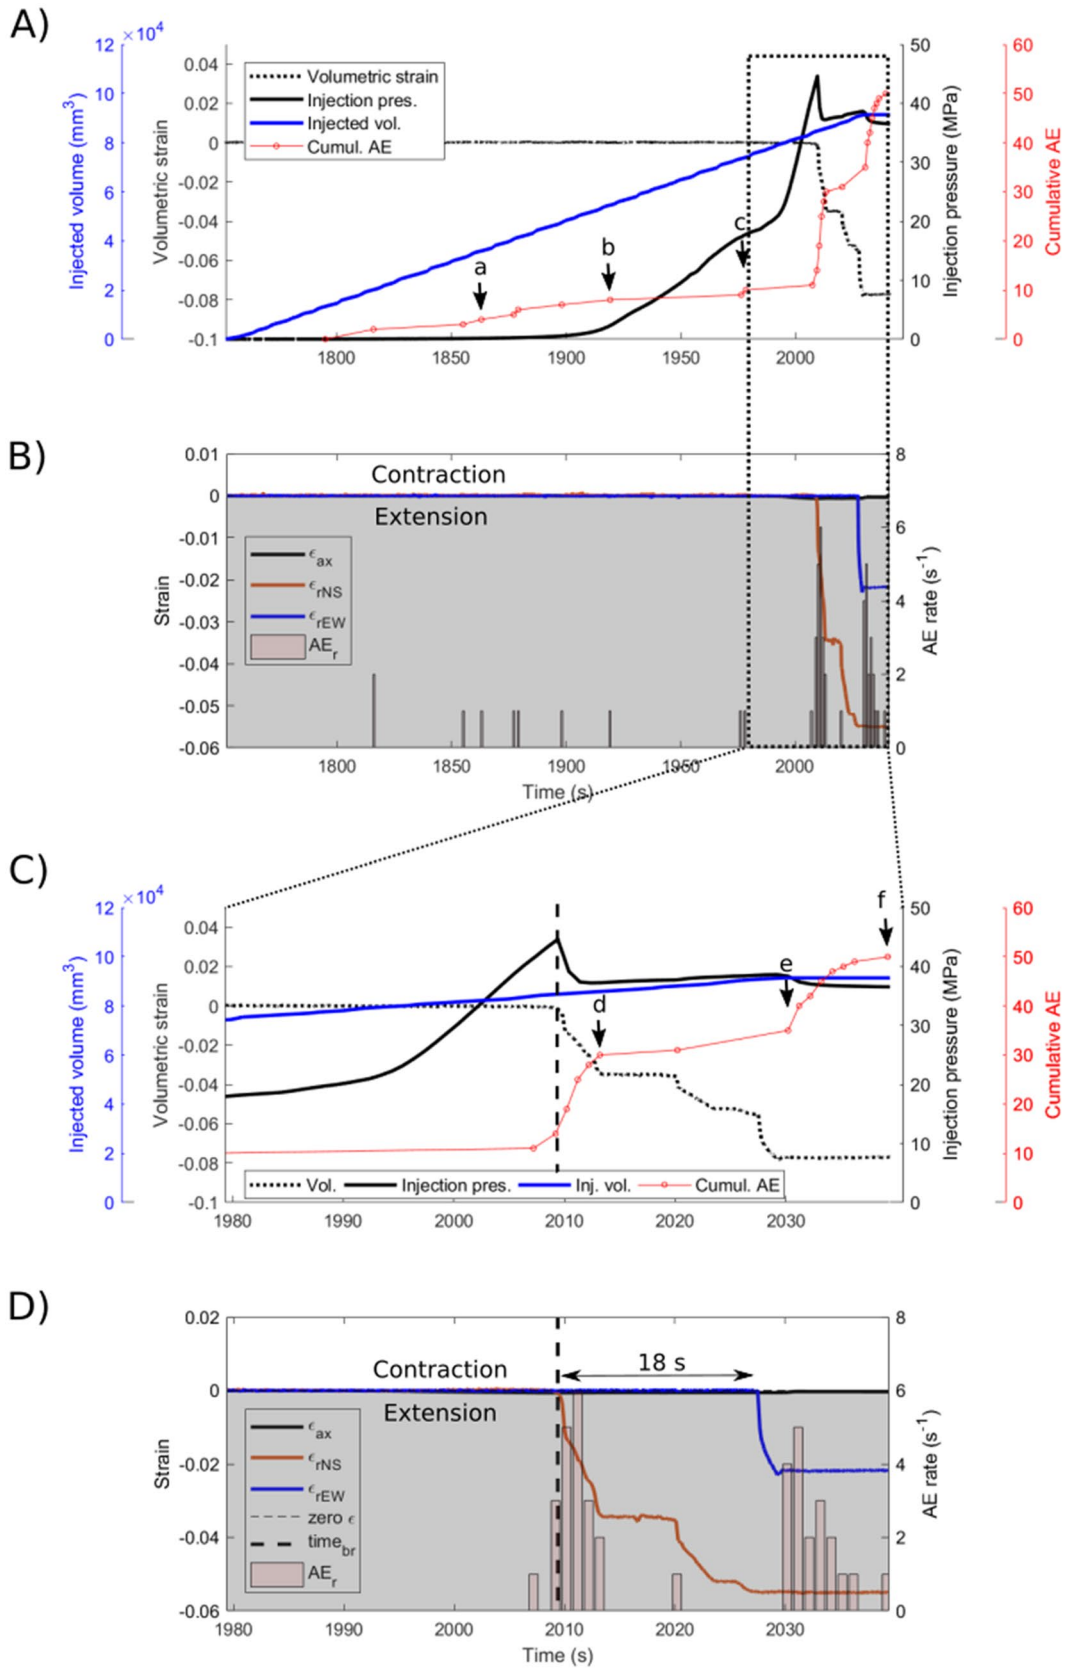 A)
×10⁴
12
10
8
6
4
2
0
Injected volume (mm³)
0.04
0.02
0
-0.02
-0.04
-0.06
-0.08
-0.1
Volumetric strain
Volumetric strain
Injection pres.
Injected vol.
Cumul. AE
a
b
c
50
40
30
20
10
0
Injection pressure (MPa)
60
50
40
30
20
10
0
Cumulative AE
1800 1850 1900 1950 2000
B)
0.01
0
-0.01
-0.02
-0.03
-0.04
-0.05
-0.06
Strain
Contraction
Extension
ϵax
ϵrNS
ϵrEW
AEr
8
6
4
2
0
AE rate (s⁻¹)
1800 1850 1900 1950 2000
Time (s)
C)
×10⁴
12
10
8
6
4
2
0
Injected volume (mm³)
0.04
0.02
0
-0.02
-0.04
-0.06
-0.08
-0.1
Volumetric strain
d
e
f
Vol. Injection pres. Inj. vol. Cumul. AE
50
40
30
20
10
0
Injection pressure (MPa)
60
50
40
30
20
10
0
Cumulative AE
1980 1990 2000 2010 2020 2030
D)
0.02
0
-0.02
-0.04
-0.06
Strain
Contraction
Extension
18 s
ϵax
ϵrNS
ϵrEW
zero ϵ
timebr
AEr
8
6
4
2
0
AE rate (s⁻¹)
1980 1990 2000 2010 2020 2030
Time (s)